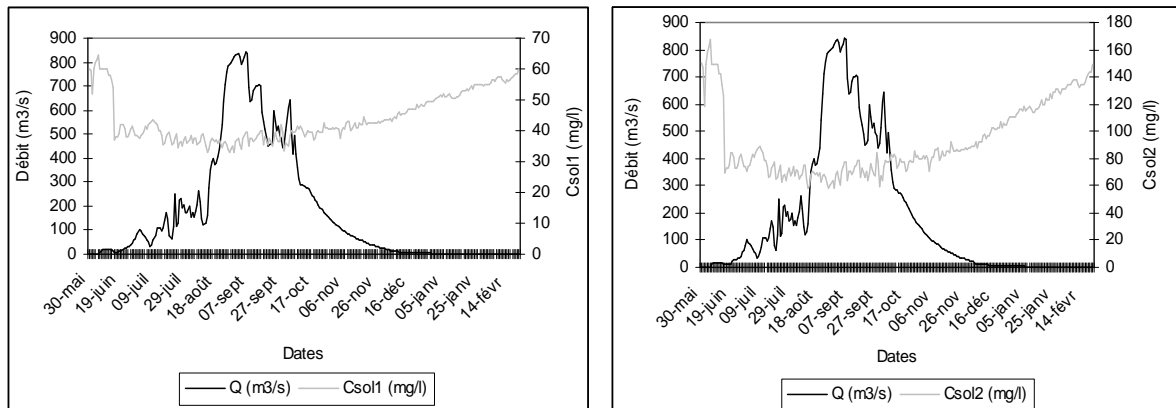 900
800
700
600
500
400
300
200
100
0
Débit (m3/s)
70
60
50
40
30
20
10
0
Csol1 (mg/l)
30-mai
19-juin
09-juil
29-juil
18-août
07-sept
27-sept
17-oct
06-nov
26-nov
16-déc
05-janv
25-janv
14-févr
Dates
Q (m3/s) Csol1 (mg/l)
900
800
700
600
500
400
300
200
100
0
Débit (m3/s)
180
160
140
120
100
80
60
40
20
0
Csol2 (mg/l)
30-mai
19-juin
09-juil
29-juil
18-août
07-sept
27-sept
17-oct
06-nov
26-nov
16-déc
05-janv
25-janv
14-févr
Dates
Q (m3/s) Csol2 (mg/l)